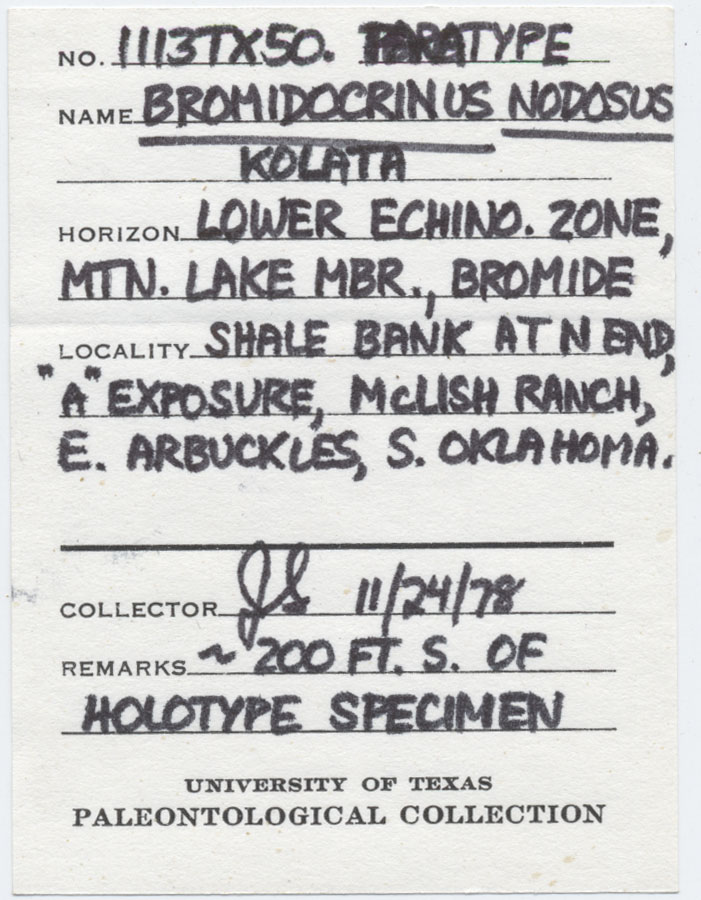 NO. 1113TX50. PARATYPE
NAME BROMIDOCRINUS NODOSUS
KOLATA
HORIZON LOWER ECHINO. ZONE,
MTN. LAKE MBR., BROMIDE
LOCALITY SHALE BANK AT N END,
"A" EXPOSURE, McLISH RANCH,
E. ARBUCKLES, S. OKLAHOMA.
COLLECTOR JS 11/24/78
REMARKS ~ 200 FT. S. OF
HOLOTYPE SPECIMEN
UNIVERSITY OF TEXAS
PALEONTOLOGICAL COLLECTION